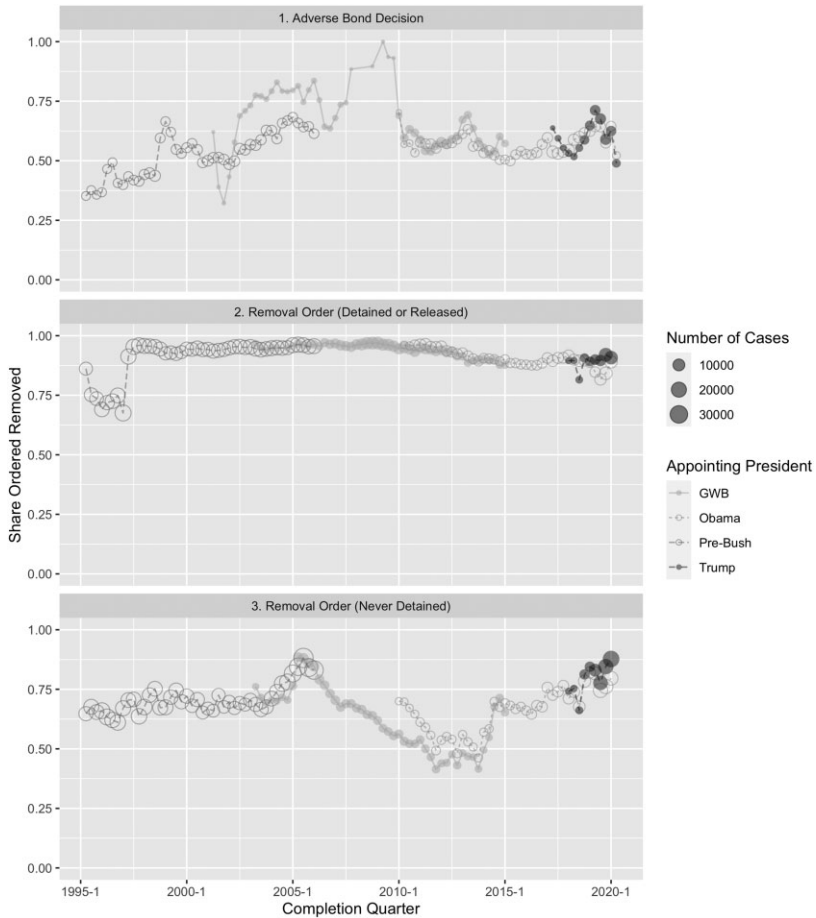 1. Adverse Bond Decision
1.00
0.75
0.50
0.25
0.00
2. Removal Order (Detained or Released)
1.00
0.75
0.50
0.25
0.00
3. Removal Order (Never Detained)
1.00
0.75
0.50
0.25
0.00
Share Ordered Removed
1995-1
2000-1
2005-1
2010-1
2015-1
2020-1
Completion Quarter
Number of Cases
10000
20000
30000
Appointing President
GWB
Obama
Pre-Bush
Trump